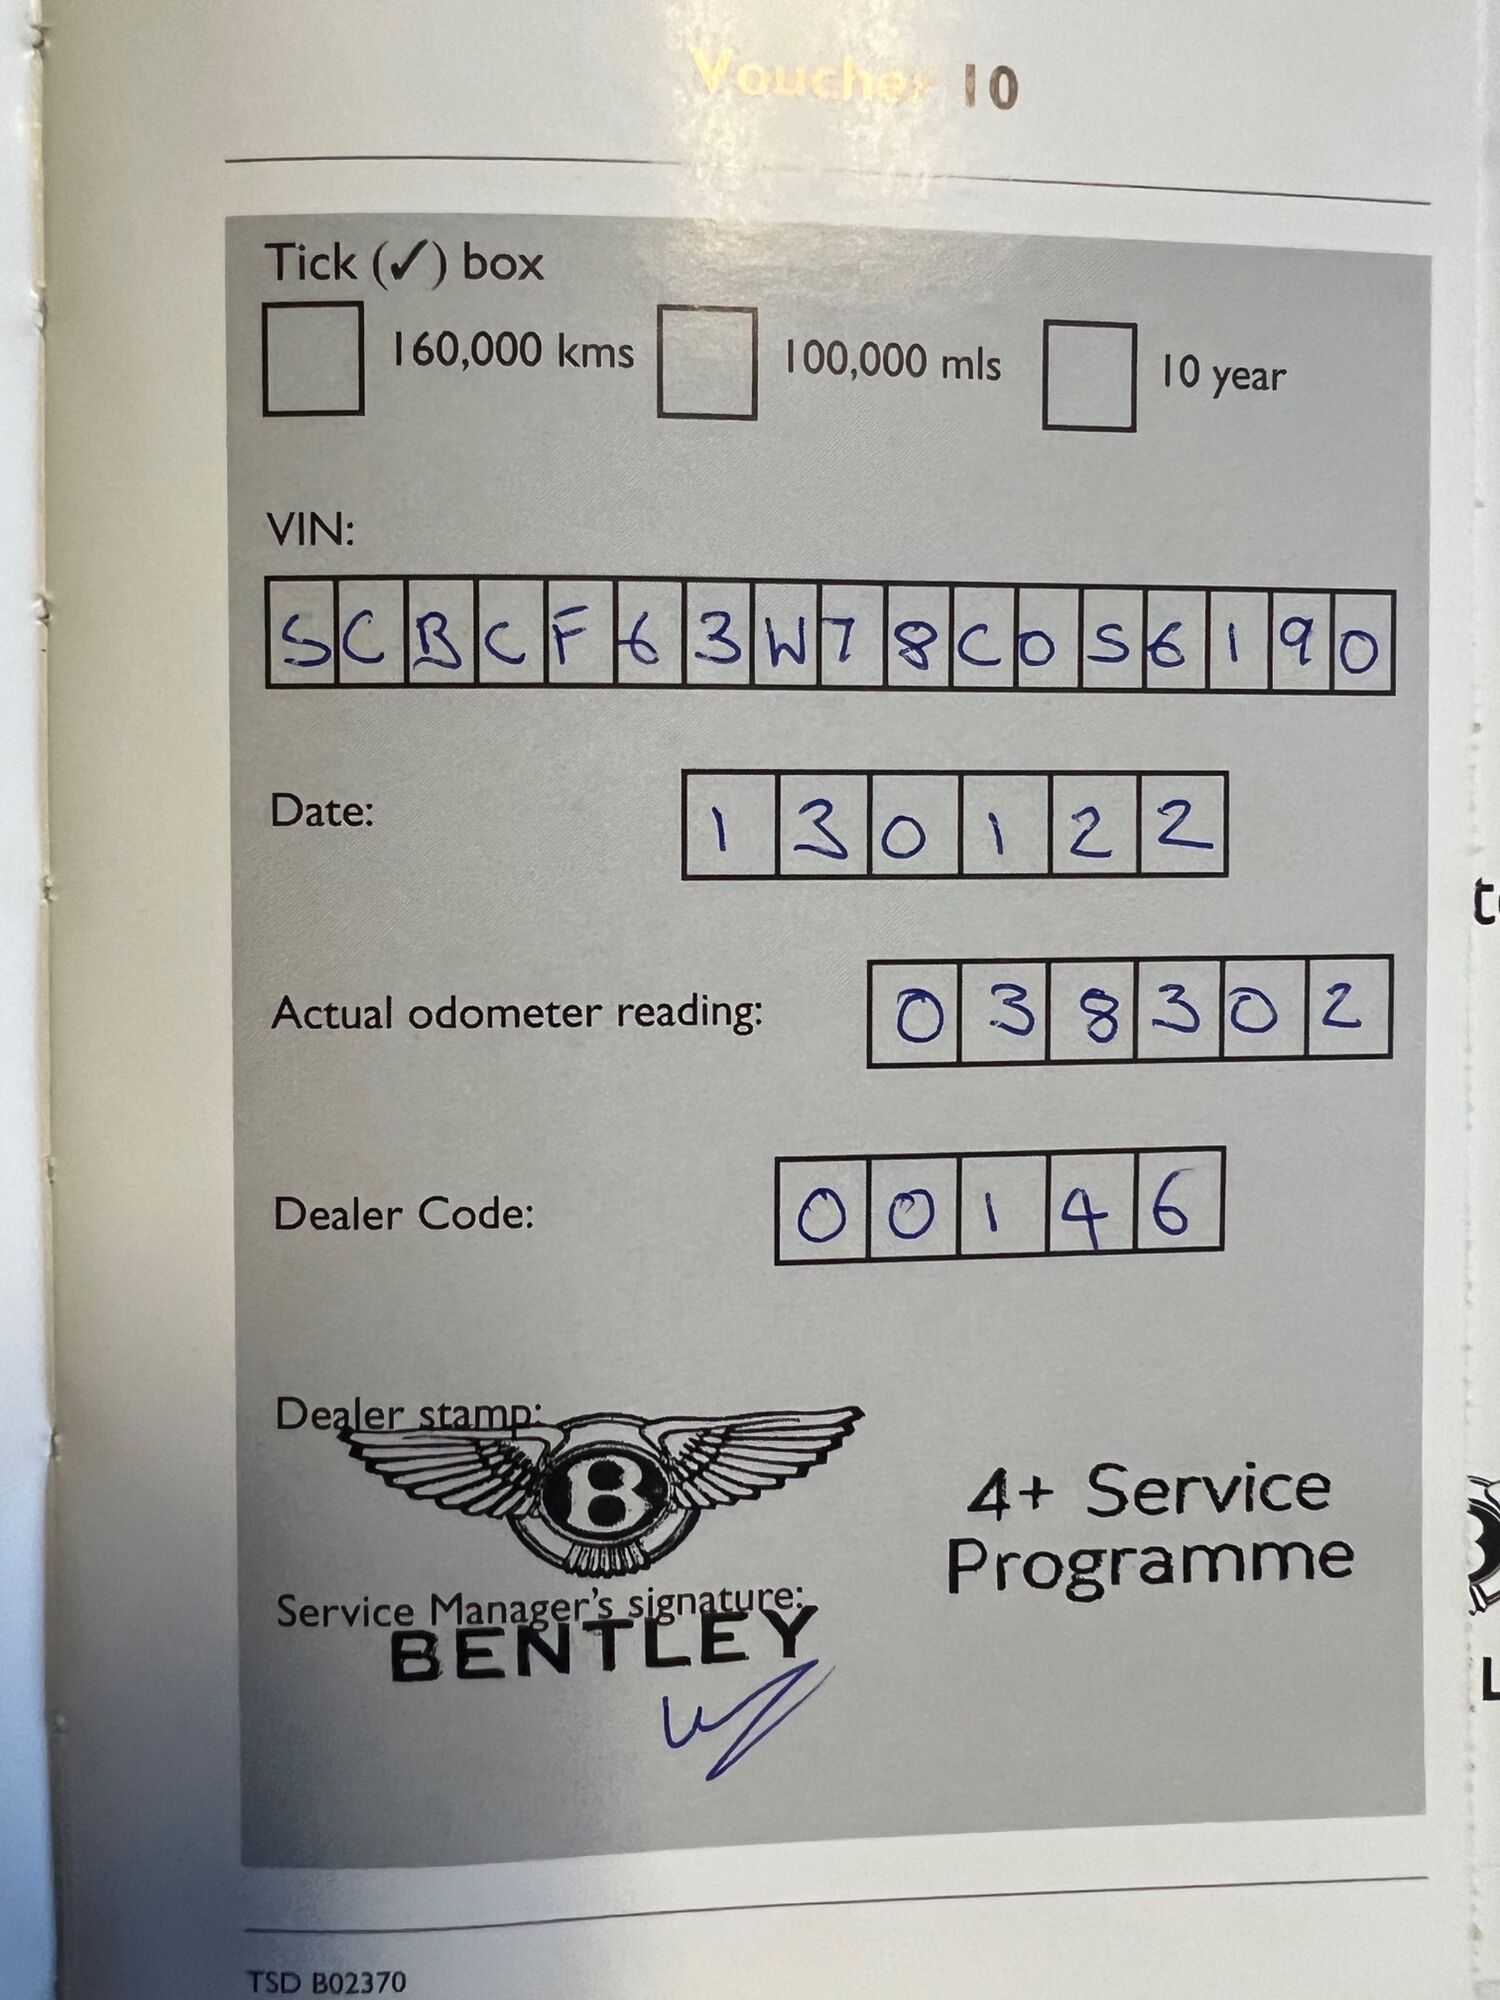 Voucher 10
Tick (✓) box
160,000 kms 100,000 mls 10 year
VIN:
SCBCF63W78C056190
Date:
130122
Actual odometer reading:
038302
Dealer Code:
00146
Dealer stamp:
B
4+ Service
Programme
Service Manager's signature:
BENTLEY
TSD B02370